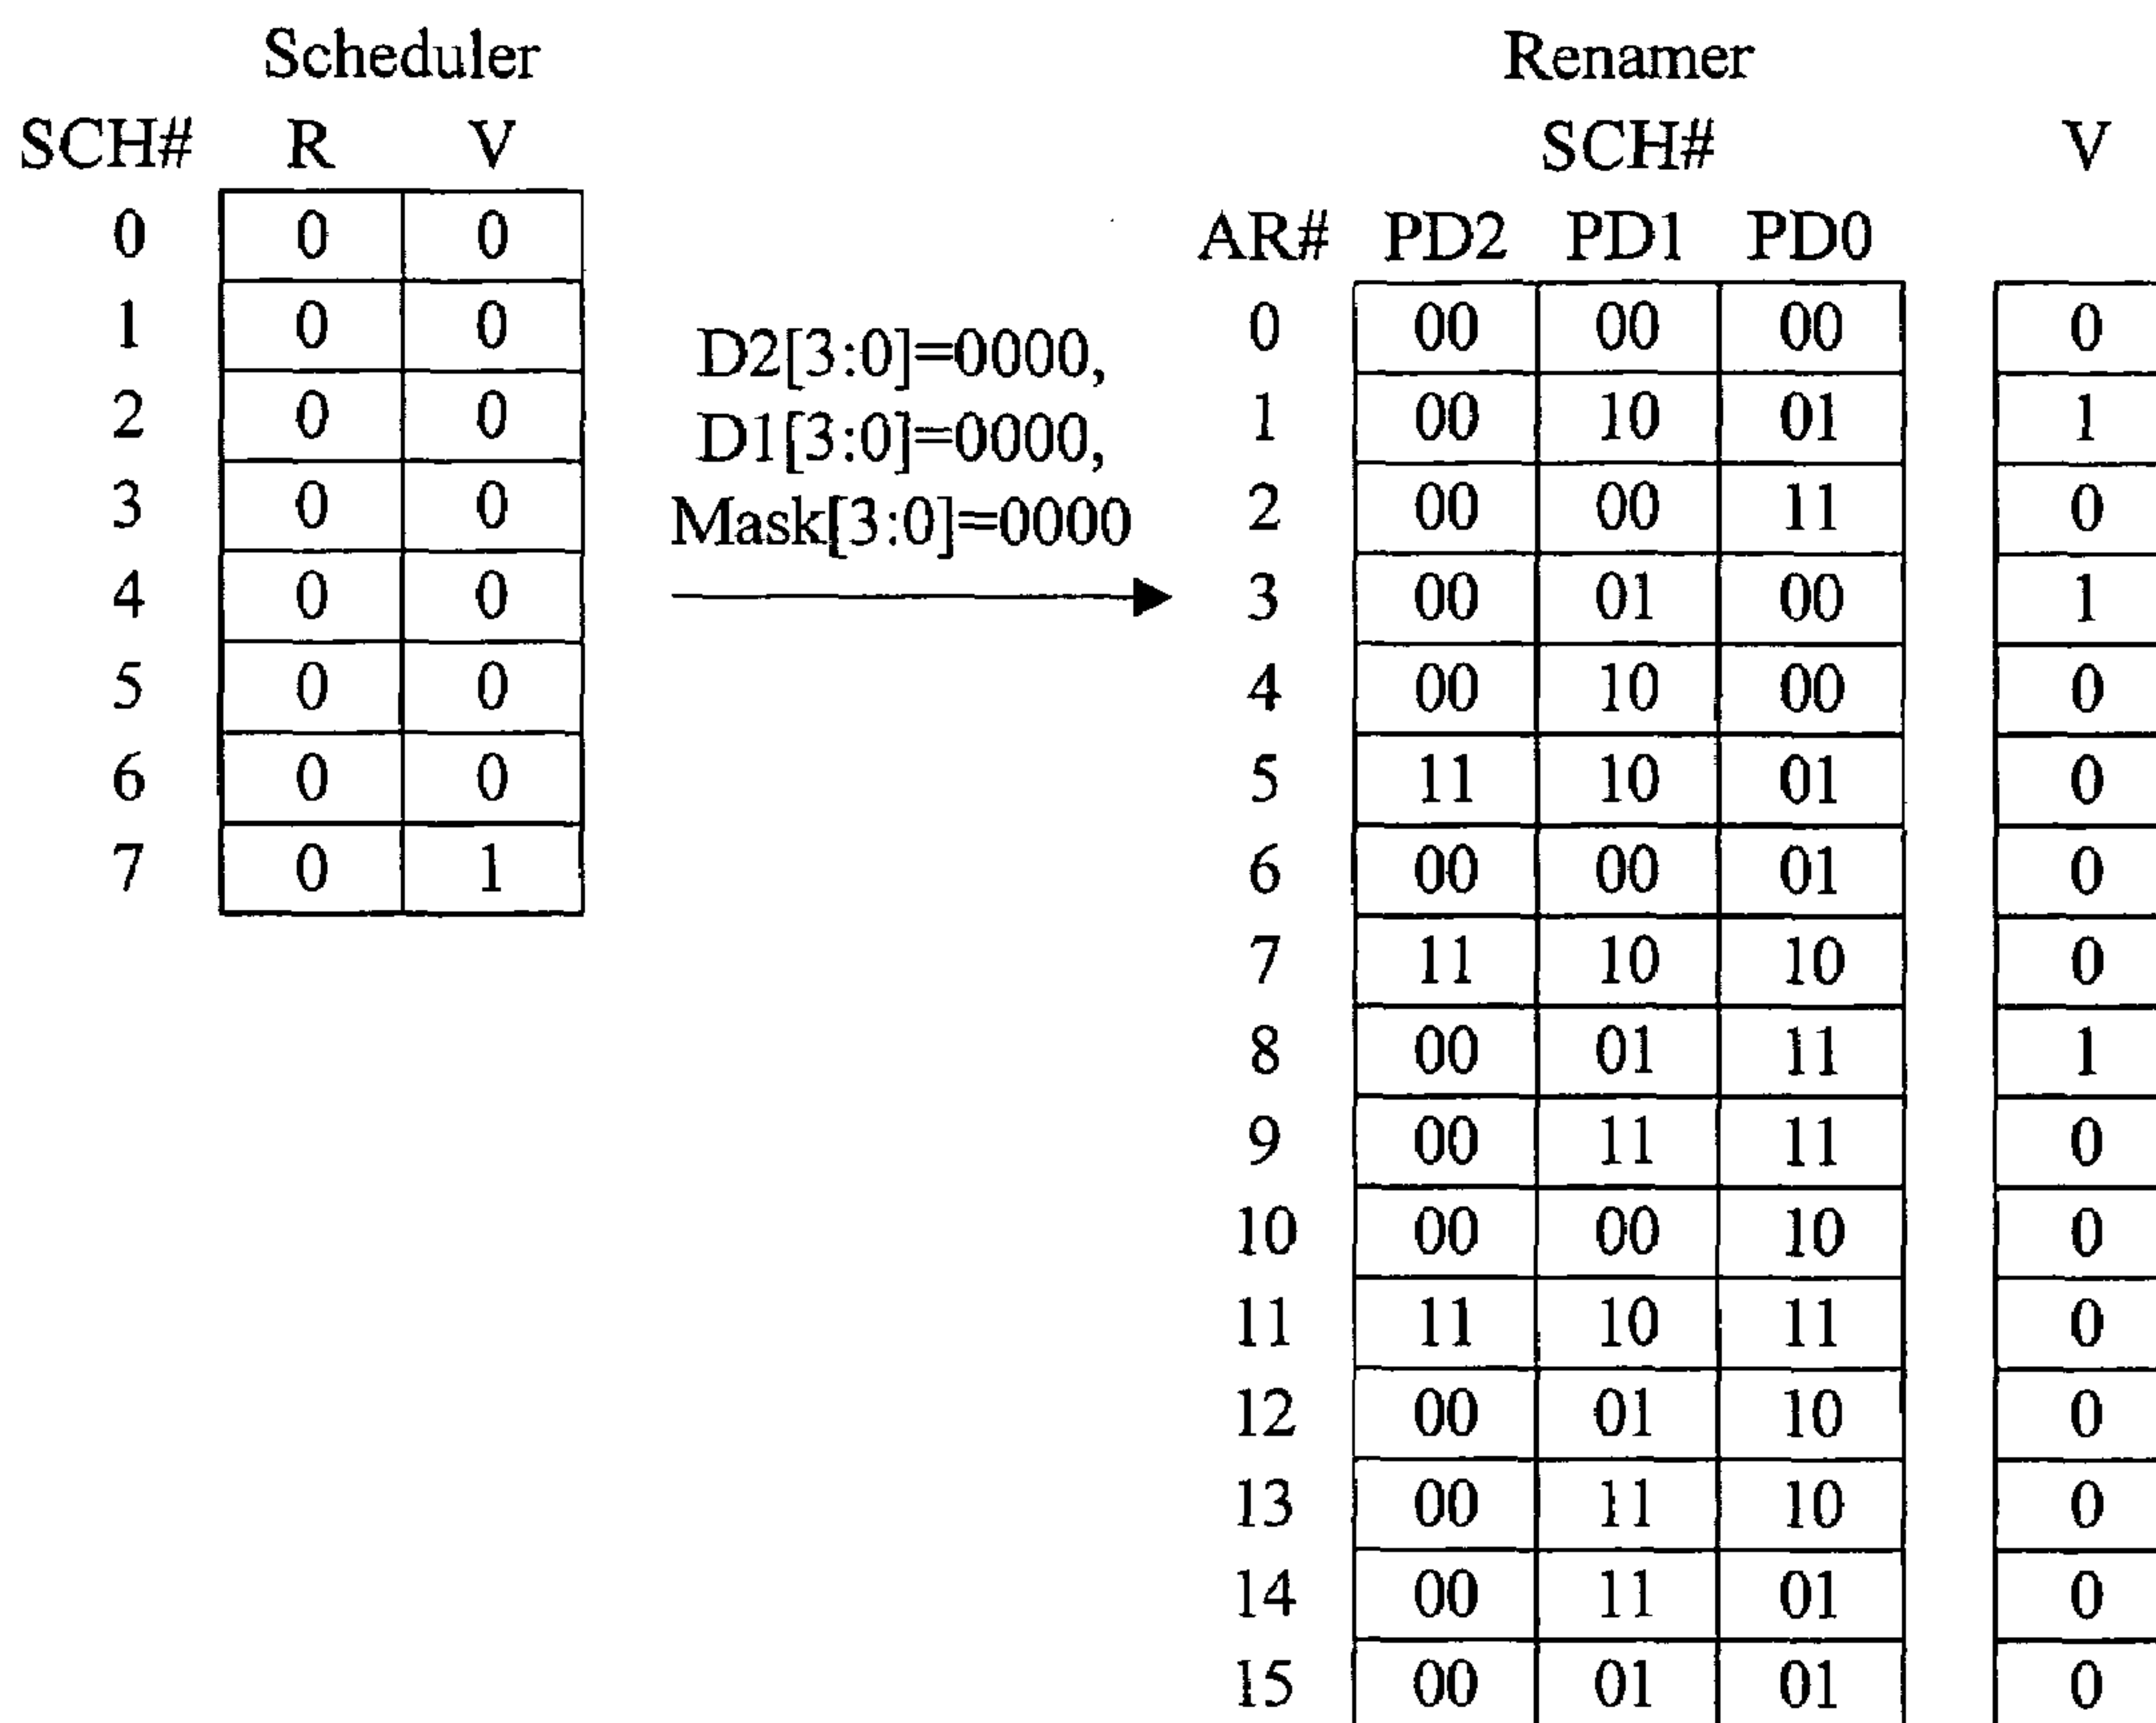 Scheduler
SCH# R V
0 0 0
1 0 0
2 0 0
3 0 0
4 0 0
5 0 0
6 0 0
7 0 1
D2[3:0]=0000,
D1[3:0]=0000,
Mask[3:0]=0000
Renamer
SCH# V
AR# PD2 PD1 PD0
0 00 00 00 0
1 00 10 01 1
2 00 00 11 0
3 00 01 00 1
4 00 10 00 0
5 11 10 01 0
6 00 00 01 0
7 11 10 10 0
8 00 01 11 1
9 00 11 11 0
10 00 00 10 0
11 11 10 11 0
12 00 01 10 0
13 00 11 10 0
14 00 11 01 0
15 00 01 01 0